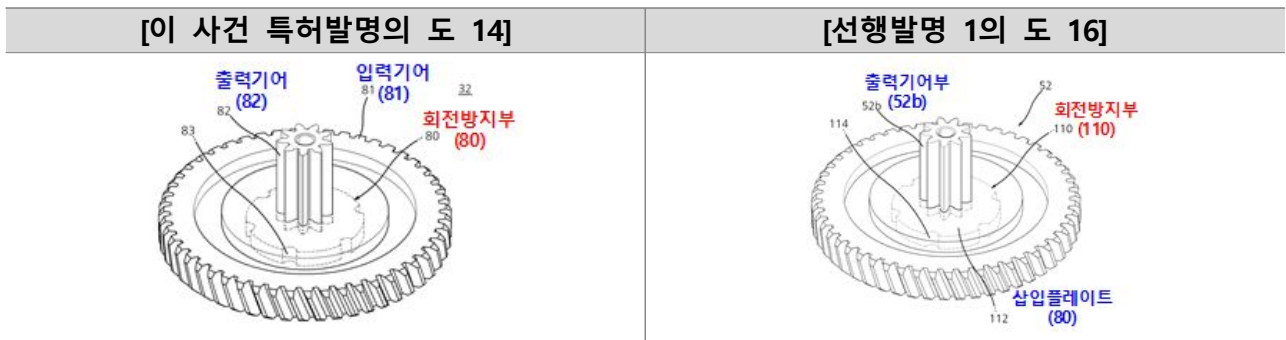 [이 사건 특허발명의 도 14]
[선행발명 1의 도 16]
출력기어
(82)
입력기어
(81)
회전방지부
(80)
32
81
82
83
80
출력기어부
(52b)
회전방지부
(110)
삽입플레이트
(80)
52
52b
114
110
112